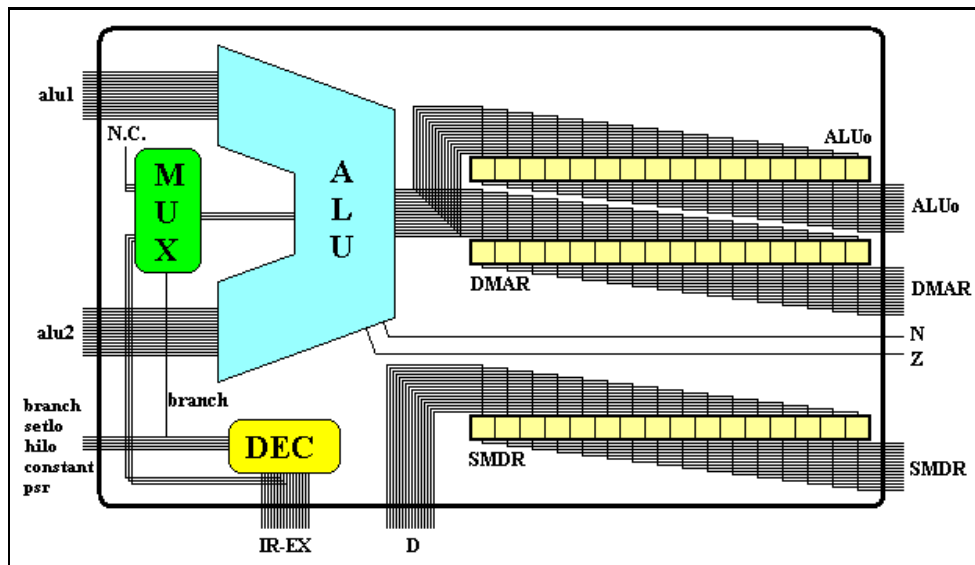 alu1
N.C.
M
U
X
A
L
U
ALUo
ALUo
DMAR
DMAR
alu2
N
Z
branch
branch
setlo
hilo
constant
psr
DEC
SMDR
SMDR
IR-EX
D